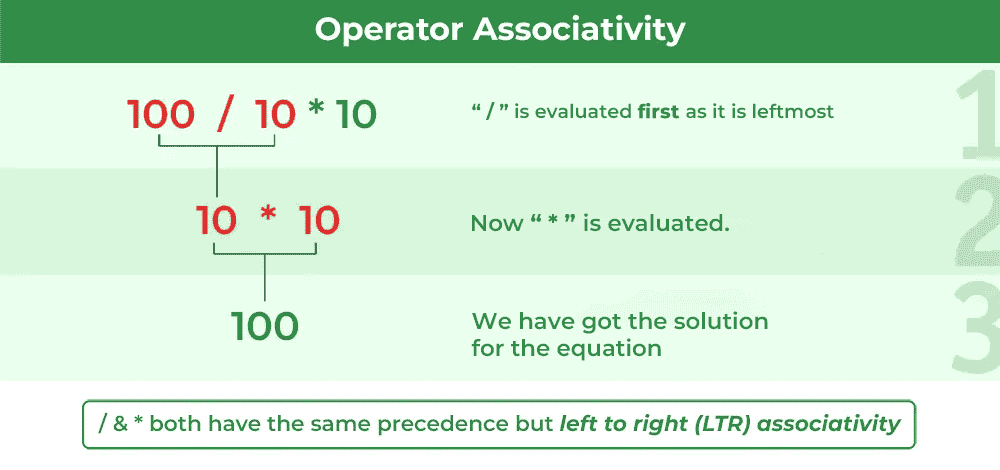 Operator Associativity
100 / 10 * 10
“ / ” is evaluated first as it is leftmost
1
10 * 10
Now “ * ” is evaluated.
2
100
We have got the solution
for the equation
3
/ & * both have the same precedence but left to right (LTR) associativity